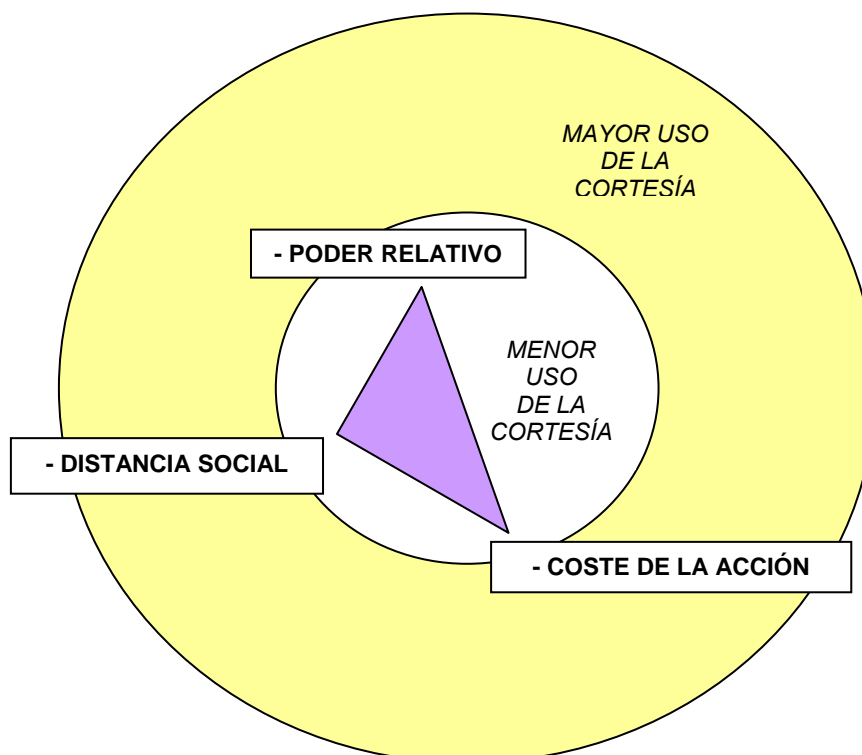 MAYOR USO
DE LA
CORTESÍA
- PODER RELATIVO
MENOR
USO
DE LA
CORTESÍA
- DISTANCIA SOCIAL
- COSTE DE LA ACCIÓN